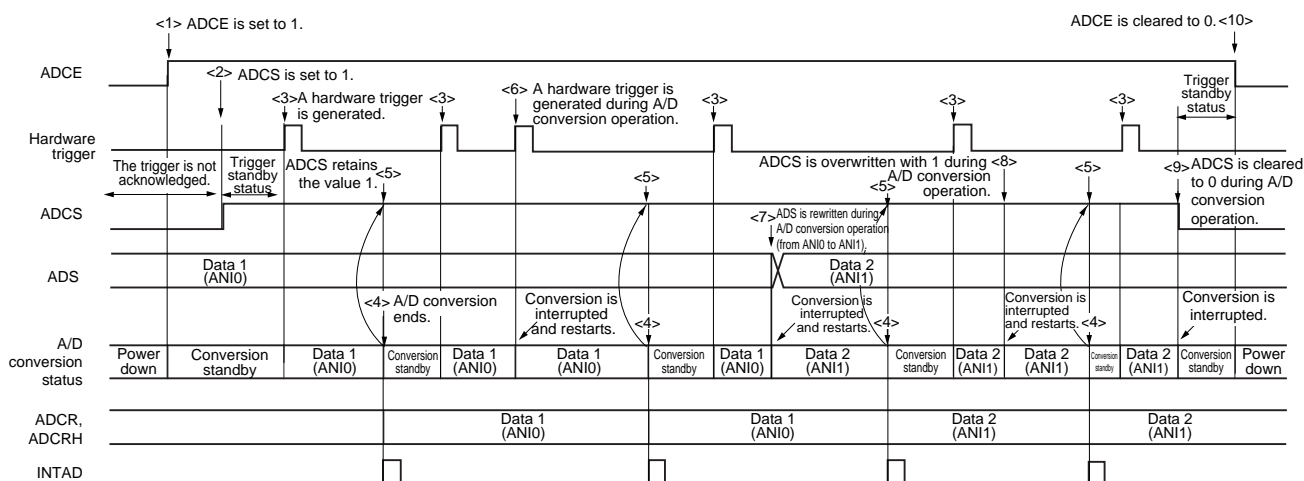 <1> ADCE is set to 1.
ADCE is cleared to 0. <10>
ADCE
<2> ADCS is set to 1.
<3> A hardware trigger
is generated.
<3>
<6> A hardware trigger is
generated during A/D
conversion operation.
<3>
<3>
<3>
Trigger
standby
status
Hardware
trigger
The trigger is not
acknowledged.
Trigger
standby
status
ADCS retains
the value 1.
<5>
<5>
ADCS is overwritten with 1 during <8>
A/D conversion
operation.
<5>
<5>
<9> ADCS is cleared
to 0 during A/D
conversion
operation.
ADCS
<7> ADS is rewritten during
A/D conversion operation
(from ANI0 to ANI1).
ADS
Data 1
(ANI0)
Data 2
(ANI1)
<4> A/D conversion
ends.
Conversion is
interrupted
and restarts.
<4>
Conversion is
interrupted
and restarts.
<4>
Conversion is
interrupted
and restarts.
<4>
Conversion is
interrupted.
A/D
conversion
status
Power
down
Conversion
standby
Data 1
(ANI0)
Conversion
standby
Data 1
(ANI0)
Data 1
(ANI0)
Conversion
standby
Data 1
(ANI0)
Data 2
(ANI1)
Conversion
standby
Data 2
(ANI1)
Data 2
(ANI1)
Conversion
standby
Data 2
(ANI1)
Conversion
standby
Power
down
ADCR,
ADCRH
Data 1
(ANI0)
Data 1
(ANI0)
Data 2
(ANI1)
Data 2
(ANI1)
INTAD